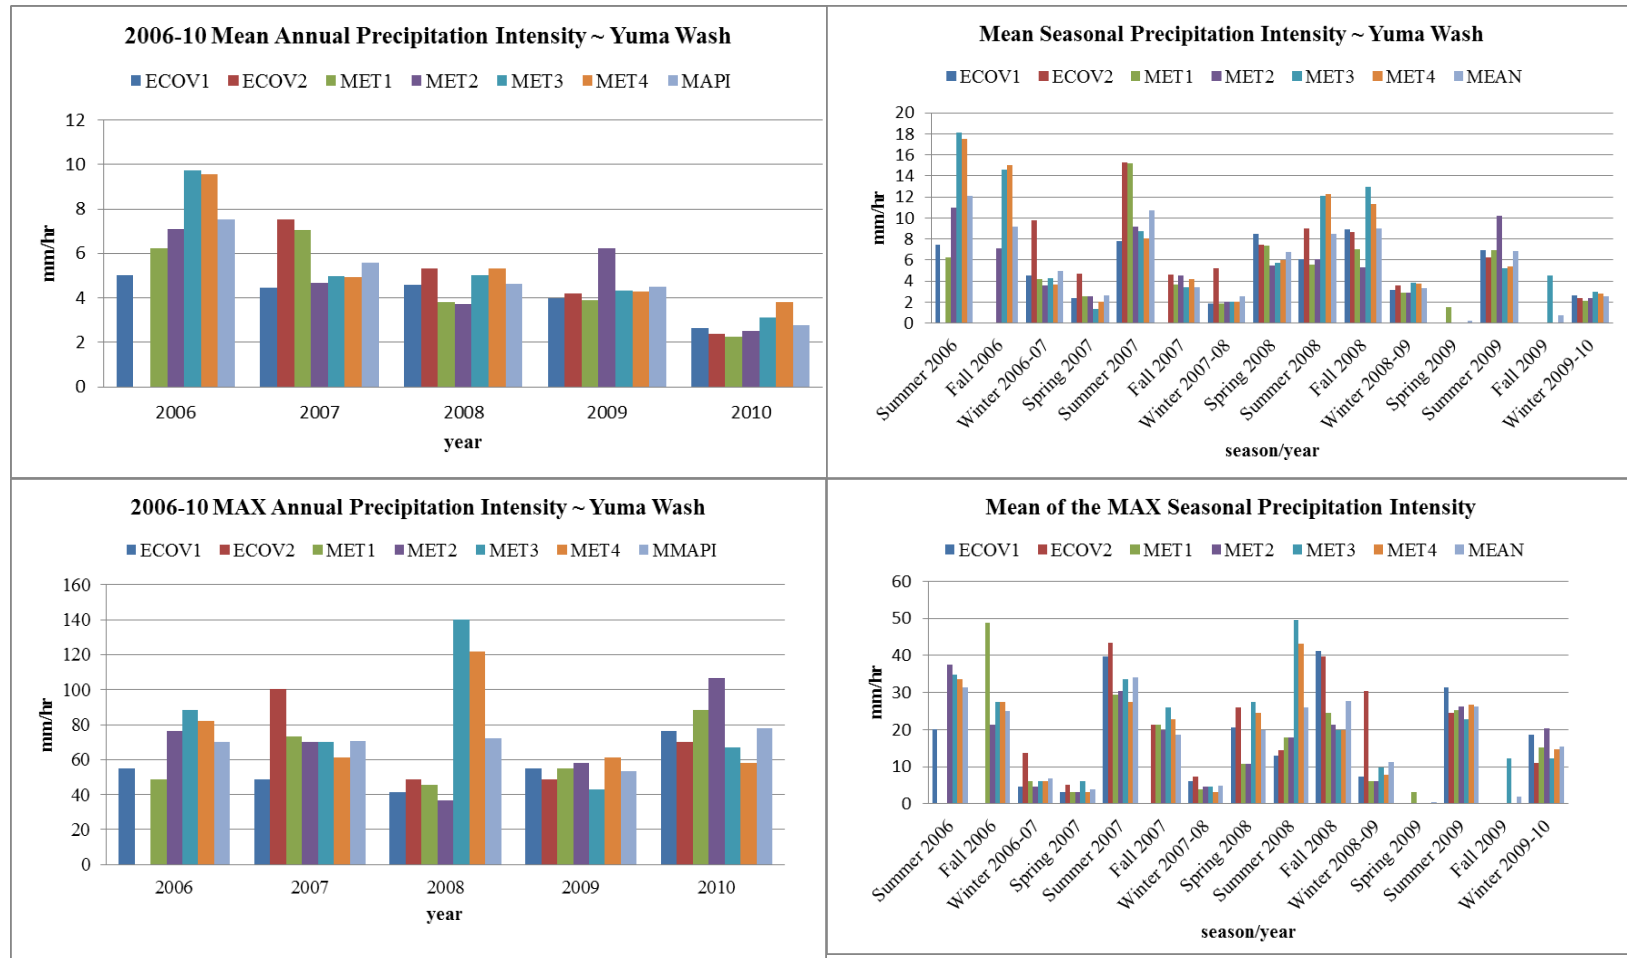 2006-10 Mean Annual Precipitation Intensity ~ Yuma Wash
ECOV1 ECOV2 MET1 MET2 MET3 MET4 MAPI
12
10
8
6
4
2
0
mm/hr
2006 2007 2008 2009 2010
year
Mean Seasonal Precipitation Intensity ~ Yuma Wash
ECOV1 ECOV2 MET1 MET2 MET3 MET4 MEAN
20
18
16
14
12
10
8
6
4
2
0
mm/hr
Summer 2006
Fall 2006
Winter 2006-07
Spring 2007
Summer 2007
Fall 2007
Winter 2007-08
Spring 2008
Summer 2008
Fall 2008
Winter 2008-09
Spring 2009
Summer 2009
Fall 2009
Winter 2009-10
season/year
2006-10 MAX Annual Precipitation Intensity ~ Yuma Wash
ECOV1 ECOV2 MET1 MET2 MET3 MET4 MMAPI
160
140
120
100
80
60
40
20
0
mm/hr
2006 2007 2008 2009 2010
year
Mean of the MAX Seasonal Precipitation Intensity
ECOV1 ECOV2 MET1 MET2 MET3 MET4 MEAN
60
50
40
30
20
10
0
mm/hr
Summer 2006
Fall 2006
Winter 2006-07
Spring 2007
Summer 2007
Fall 2007
Winter 2007-08
Spring 2008
Summer 2008
Fall 2008
Winter 2008-09
Spring 2009
Summer 2009
Fall 2009
Winter 2009-10
season/year